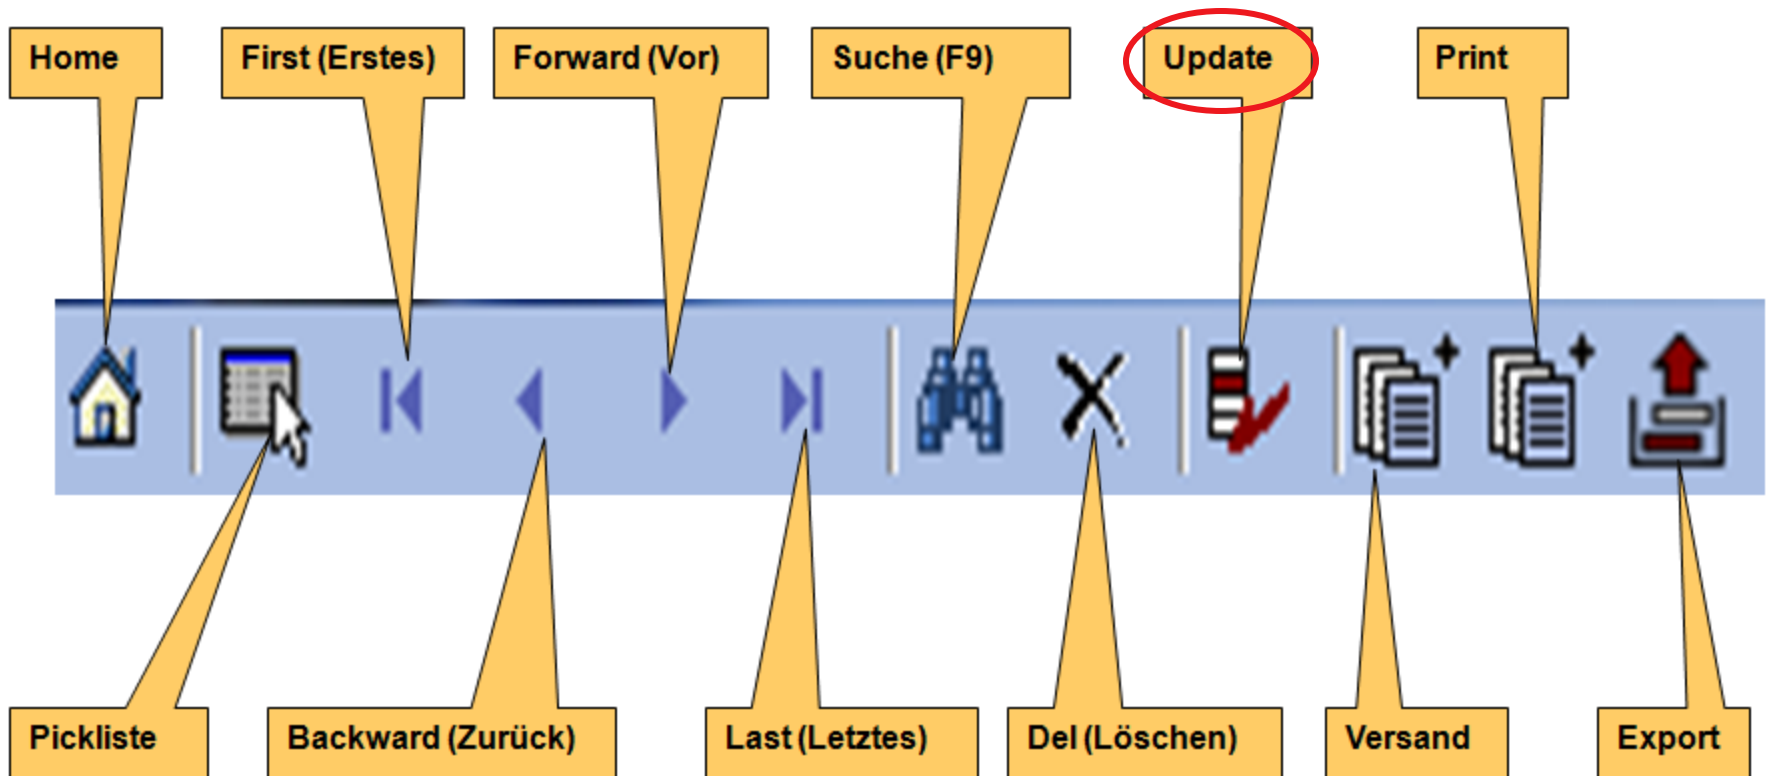 Home
First (Erstes)
Forward (Vor)
Suche (F9)
Update
Print
Pickliste
Backward (Zurück)
Last (Letztes)
Del (Löschen)
Versand
Export